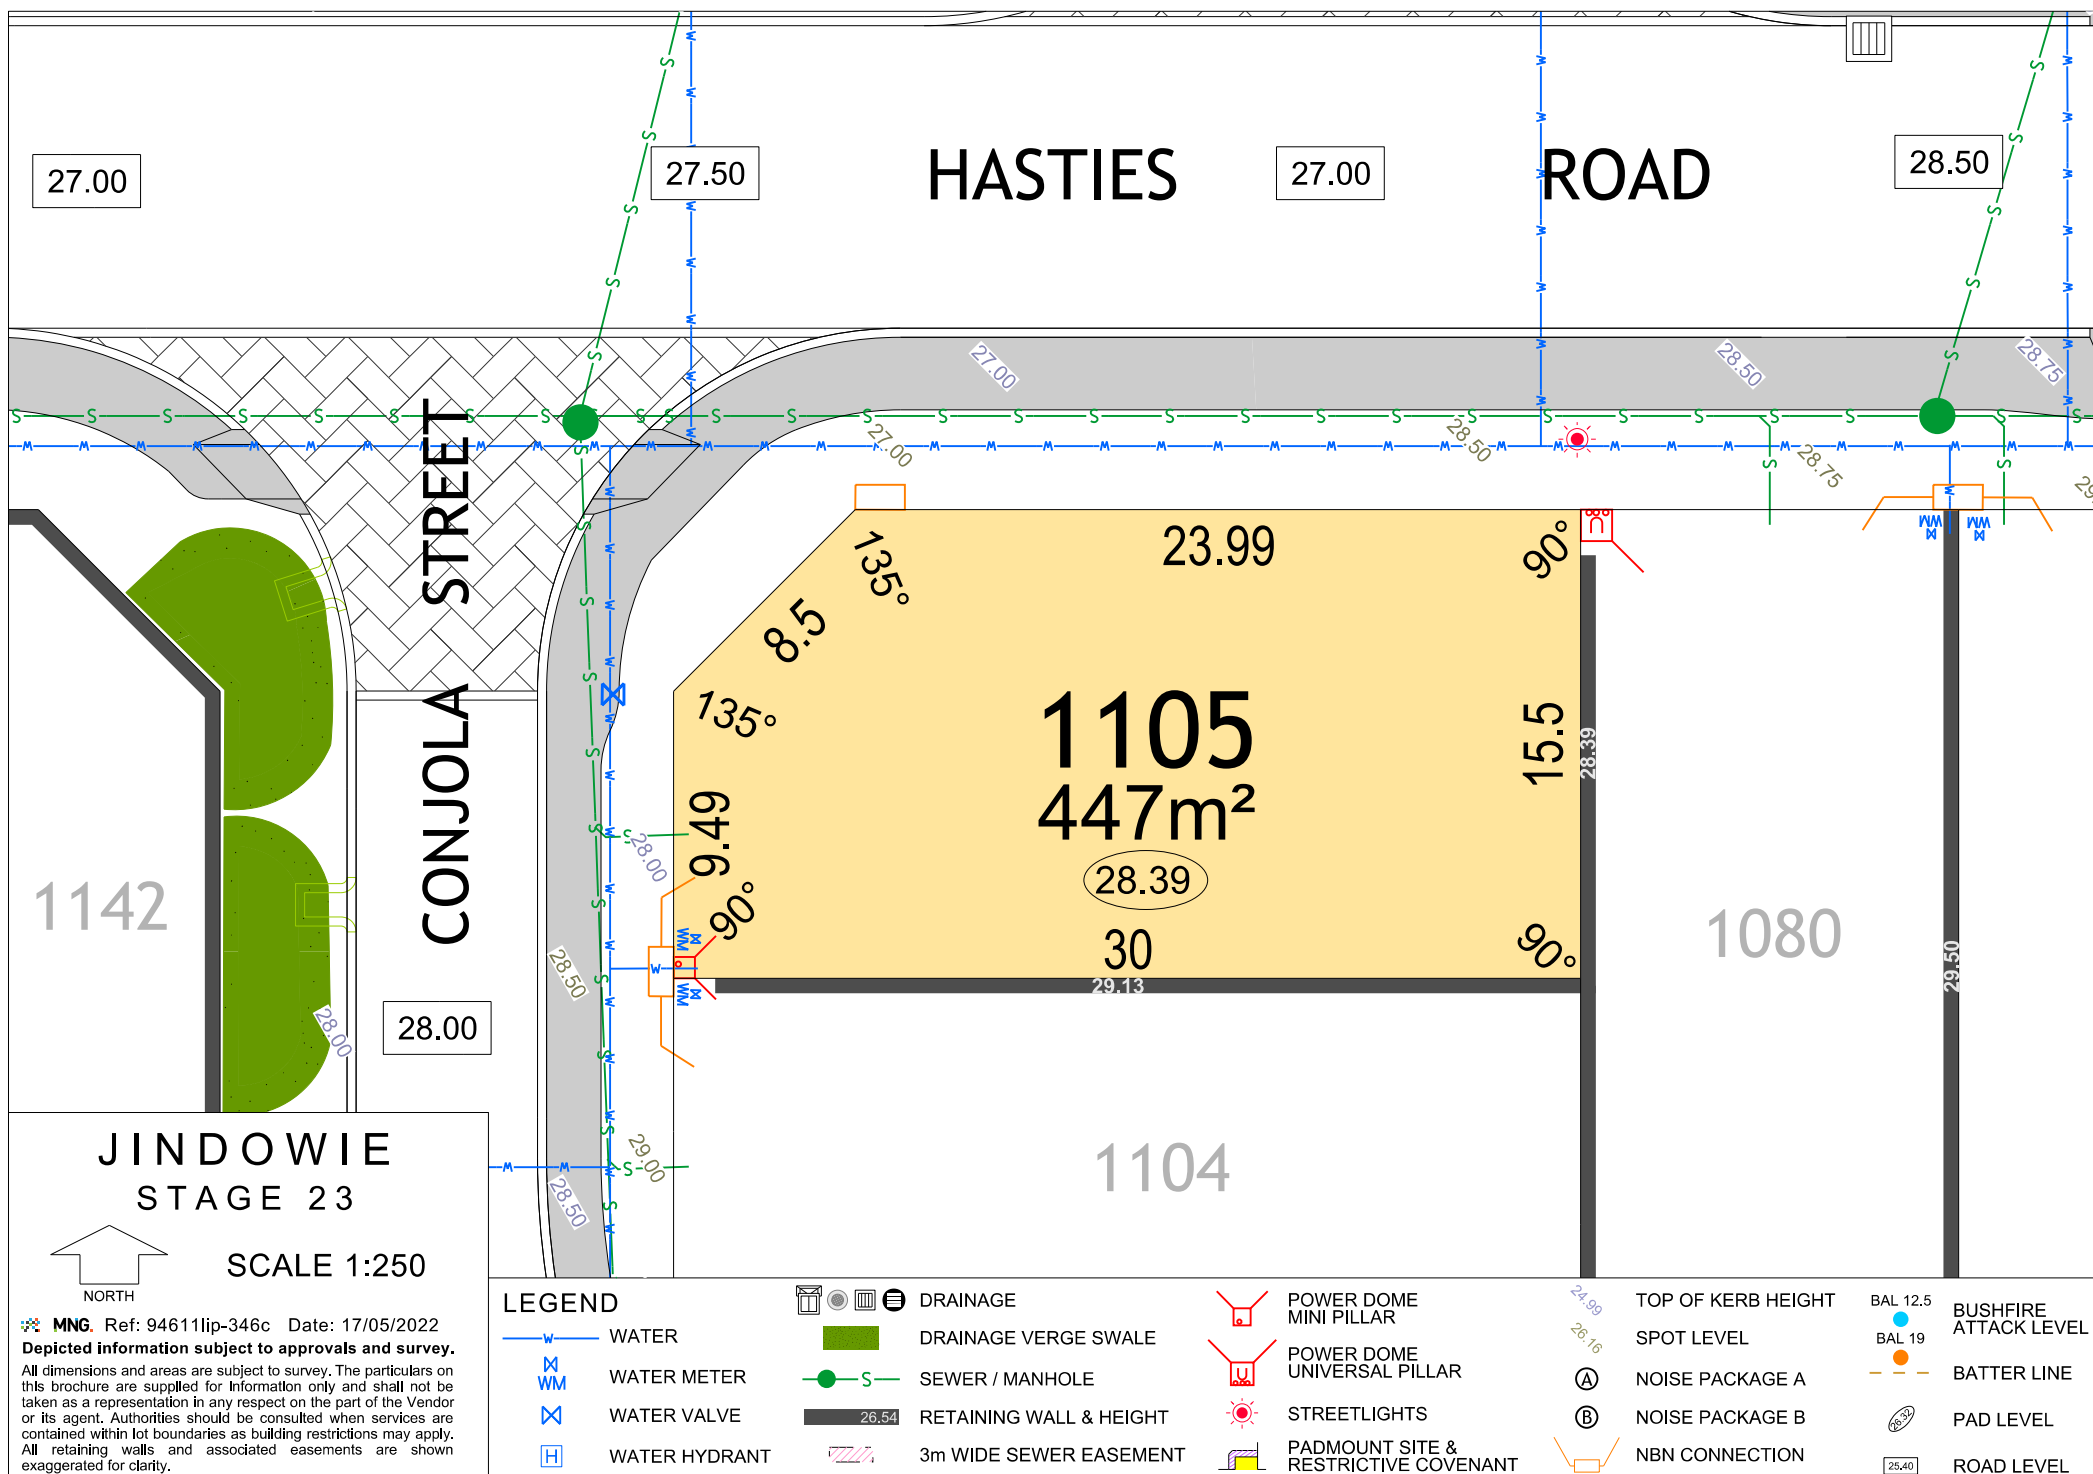 27.00
27.50
HASTIES
27.00
ROAD
28.50
27.00
28.50
28.75
27.00
28.50
28.75
CONJOLA STREET
135°
23.99
90°
8.5
135°
1105
447m²
28.39
15.5
28.39
9.49
90°
30
90°
29.13
28.00
28.50
28.00
28.00
29.00
28.50
1142
1080
29.50
1104
WM
WM
WM
WM
JINDOWIE
STAGE 23
SCALE 1:250
NORTH
MNG. Ref: 94611lip-346c Date: 17/05/2022
Depicted information subject to approvals and survey.
All dimensions and areas are subject to survey. The particulars on
this brochure are supplied for information only and shall not be
taken as a representation in any respect on the part of the Vendor
or its agent. Authorities should be consulted when services are
contained within lot boundaries as building restrictions may apply.
All retaining walls and associated easements are shown
exaggerated for clarity.
LEGEND
W WATER
WM WATER METER
WATER VALVE
H WATER HYDRANT
DRAINAGE
DRAINAGE VERGE SWALE
S SEWER / MANHOLE
26.54 RETAINING WALL & HEIGHT
3m WIDE SEWER EASEMENT
POWER DOME
MINI PILLAR
POWER DOME
UNIVERSAL PILLAR
STREETLIGHTS
PADMOUNT SITE &
RESTRICTIVE COVENANT
24.99 TOP OF KERB HEIGHT
26.16 SPOT LEVEL
A NOISE PACKAGE A
B NOISE PACKAGE B
NBN CONNECTION
BAL 12.5
BAL 19
BUSHFIRE
ATTACK LEVEL
BATTER LINE
26.32 PAD LEVEL
25.40 ROAD LEVEL